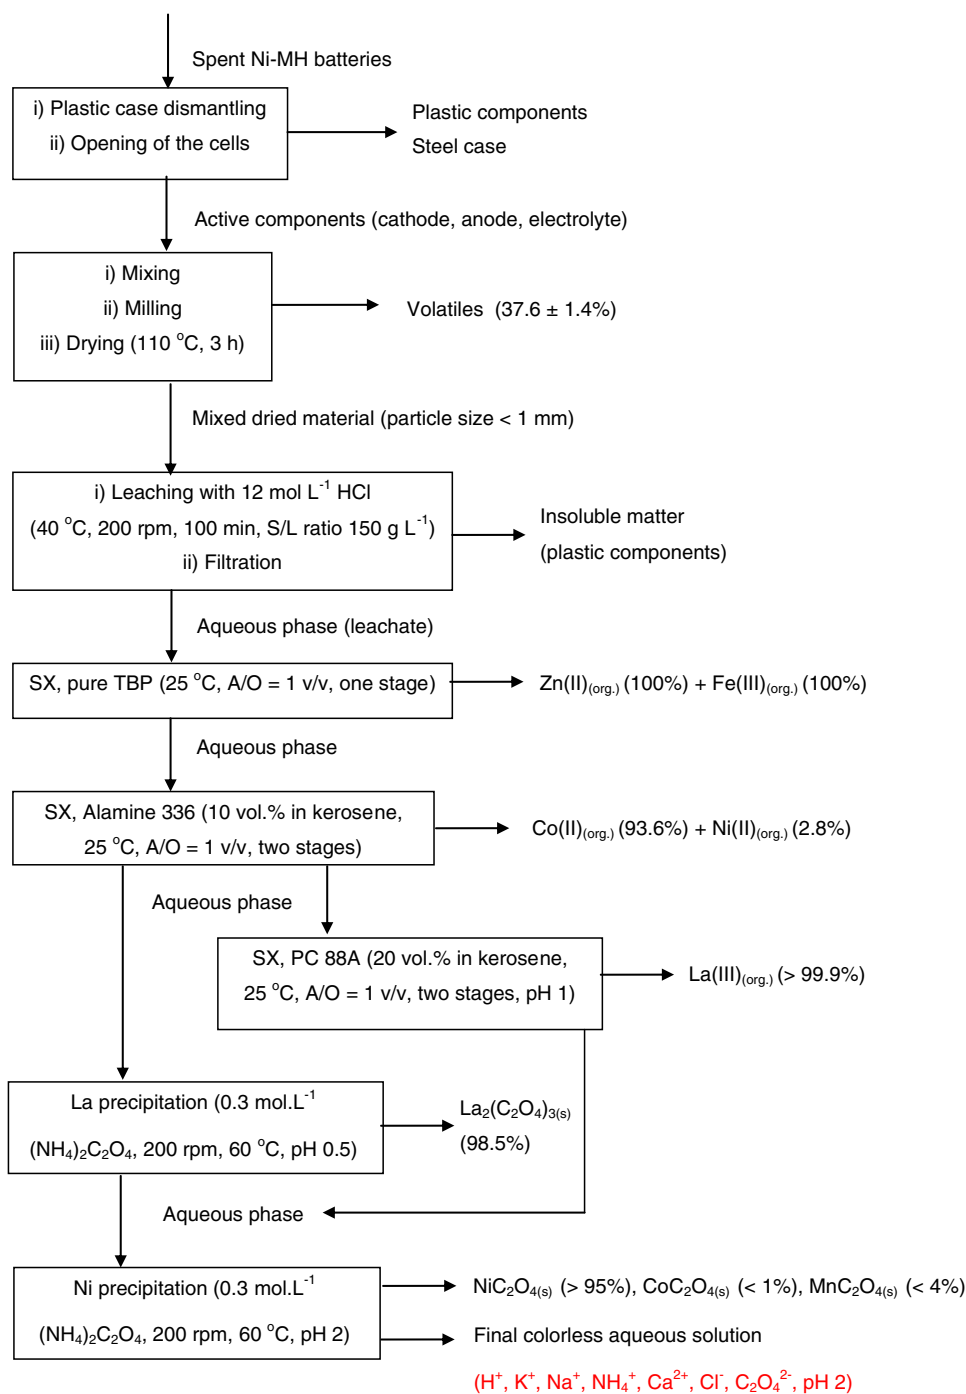 Spent Ni-MH batteries
i) Plastic case dismantling
ii) Opening of the cells
Plastic components
Steel case
Active components (cathode, anode, electrolyte)
i) Mixing
ii) Milling
iii) Drying (110 °C, 3 h)
Volatiles (37.6 ± 1.4%)
Mixed dried material (particle size < 1 mm)
i) Leaching with 12 mol L⁻¹ HCl
(40 °C, 200 rpm, 100 min, S/L ratio 150 g L⁻¹)
ii) Filtration
Insoluble matter
(plastic components)
Aqueous phase (leachate)
SX, pure TBP (25 °C, A/O = 1 v/v, one stage)
Zn(II)(org.) (100%) + Fe(III)(org.) (100%)
Aqueous phase
SX, Alamine 336 (10 vol.% in kerosene,
25 °C, A/O = 1 v/v, two stages)
Co(II)(org.) (93.6%) + Ni(II)(org.) (2.8%)
Aqueous phase
SX, PC 88A (20 vol.% in kerosene,
25 °C, A/O = 1 v/v, two stages, pH 1)
La(III)(org.) (> 99.9%)
La precipitation (0.3 mol.L⁻¹
(NH₄)₂C₂O₄, 200 rpm, 60 °C, pH 0.5)
La₂(C₂O₄)₃(s)
(98.5%)
Aqueous phase
Ni precipitation (0.3 mol.L⁻¹
(NH₄)₂C₂O₄, 200 rpm, 60 °C, pH 2)
NiC₂O₄(s) (> 95%), CoC₂O₄(s) (< 1%), MnC₂O₄(s) (< 4%)
Final colorless aqueous solution
(H⁺, K⁺, Na⁺, NH₄⁺, Ca²⁺, Cl⁻, C₂O₄²⁻, pH 2)